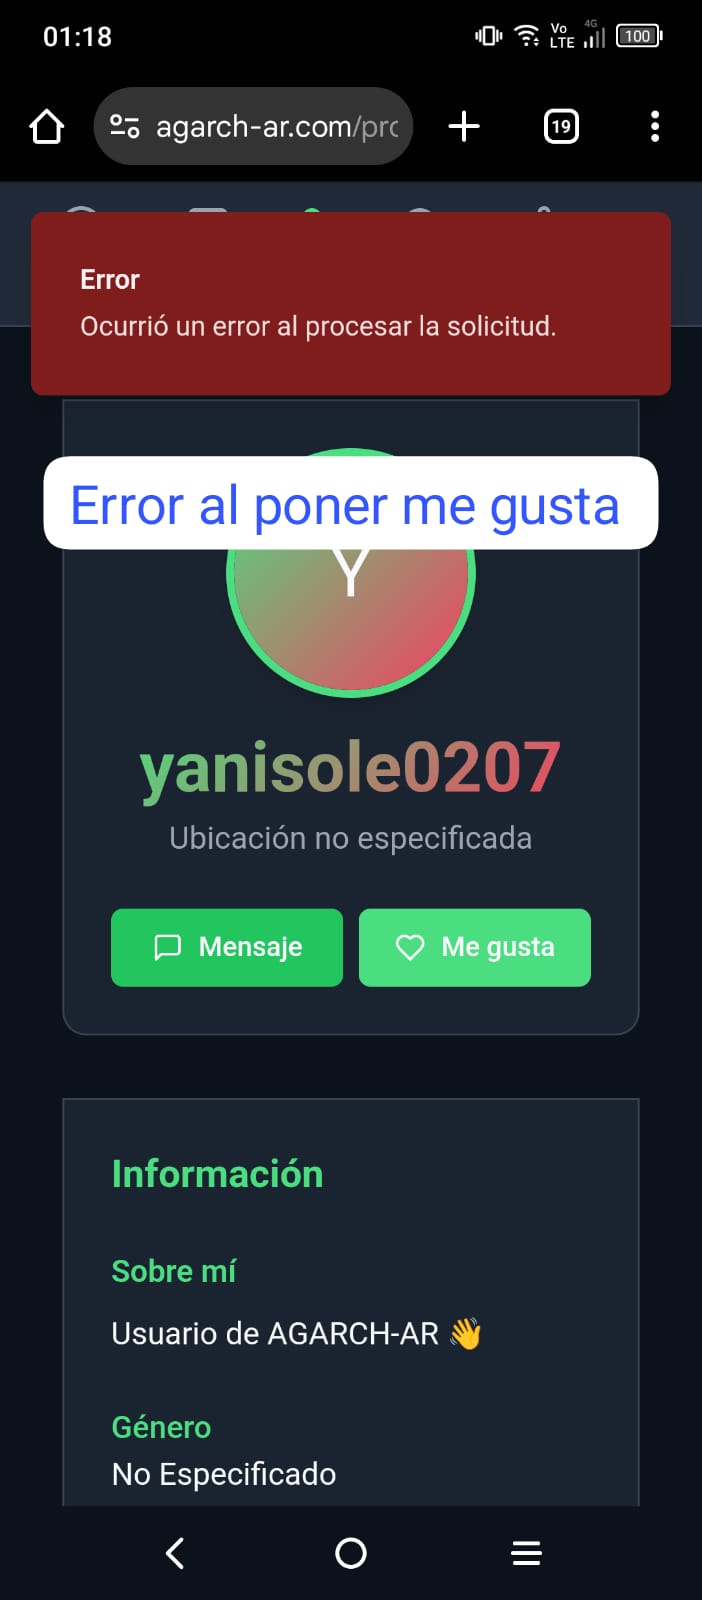 01:18
Vo LTE 4G 100
agarch-ar.com/pro
19
Error
Ocurrió un error al procesar la solicitud.
Error al poner me gusta
Y
yanisole0207
Ubicación no especificada
Mensaje Me gusta
Información
Sobre mí
Usuario de AGARCH-AR 👋
Género
No Especificado